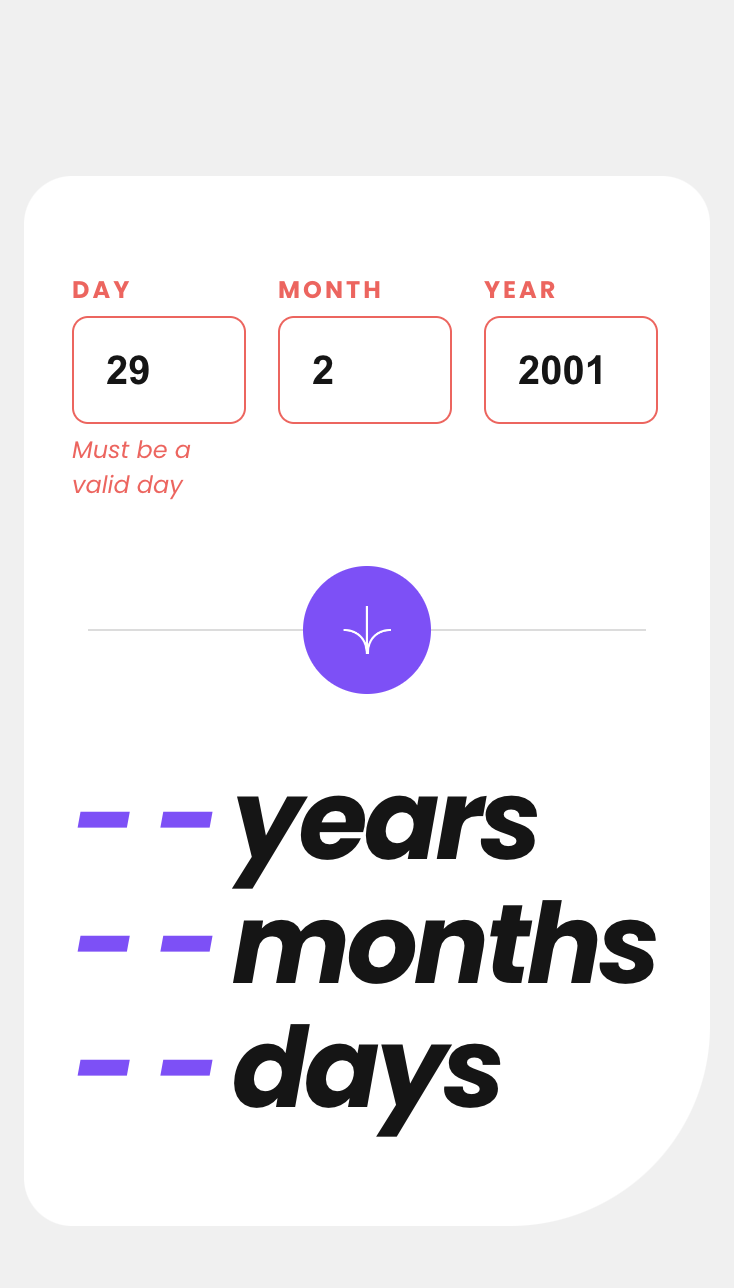 DAY MONTH YEAR
29 2 2001
Must be a
valid day
- - years
- - months
- - days